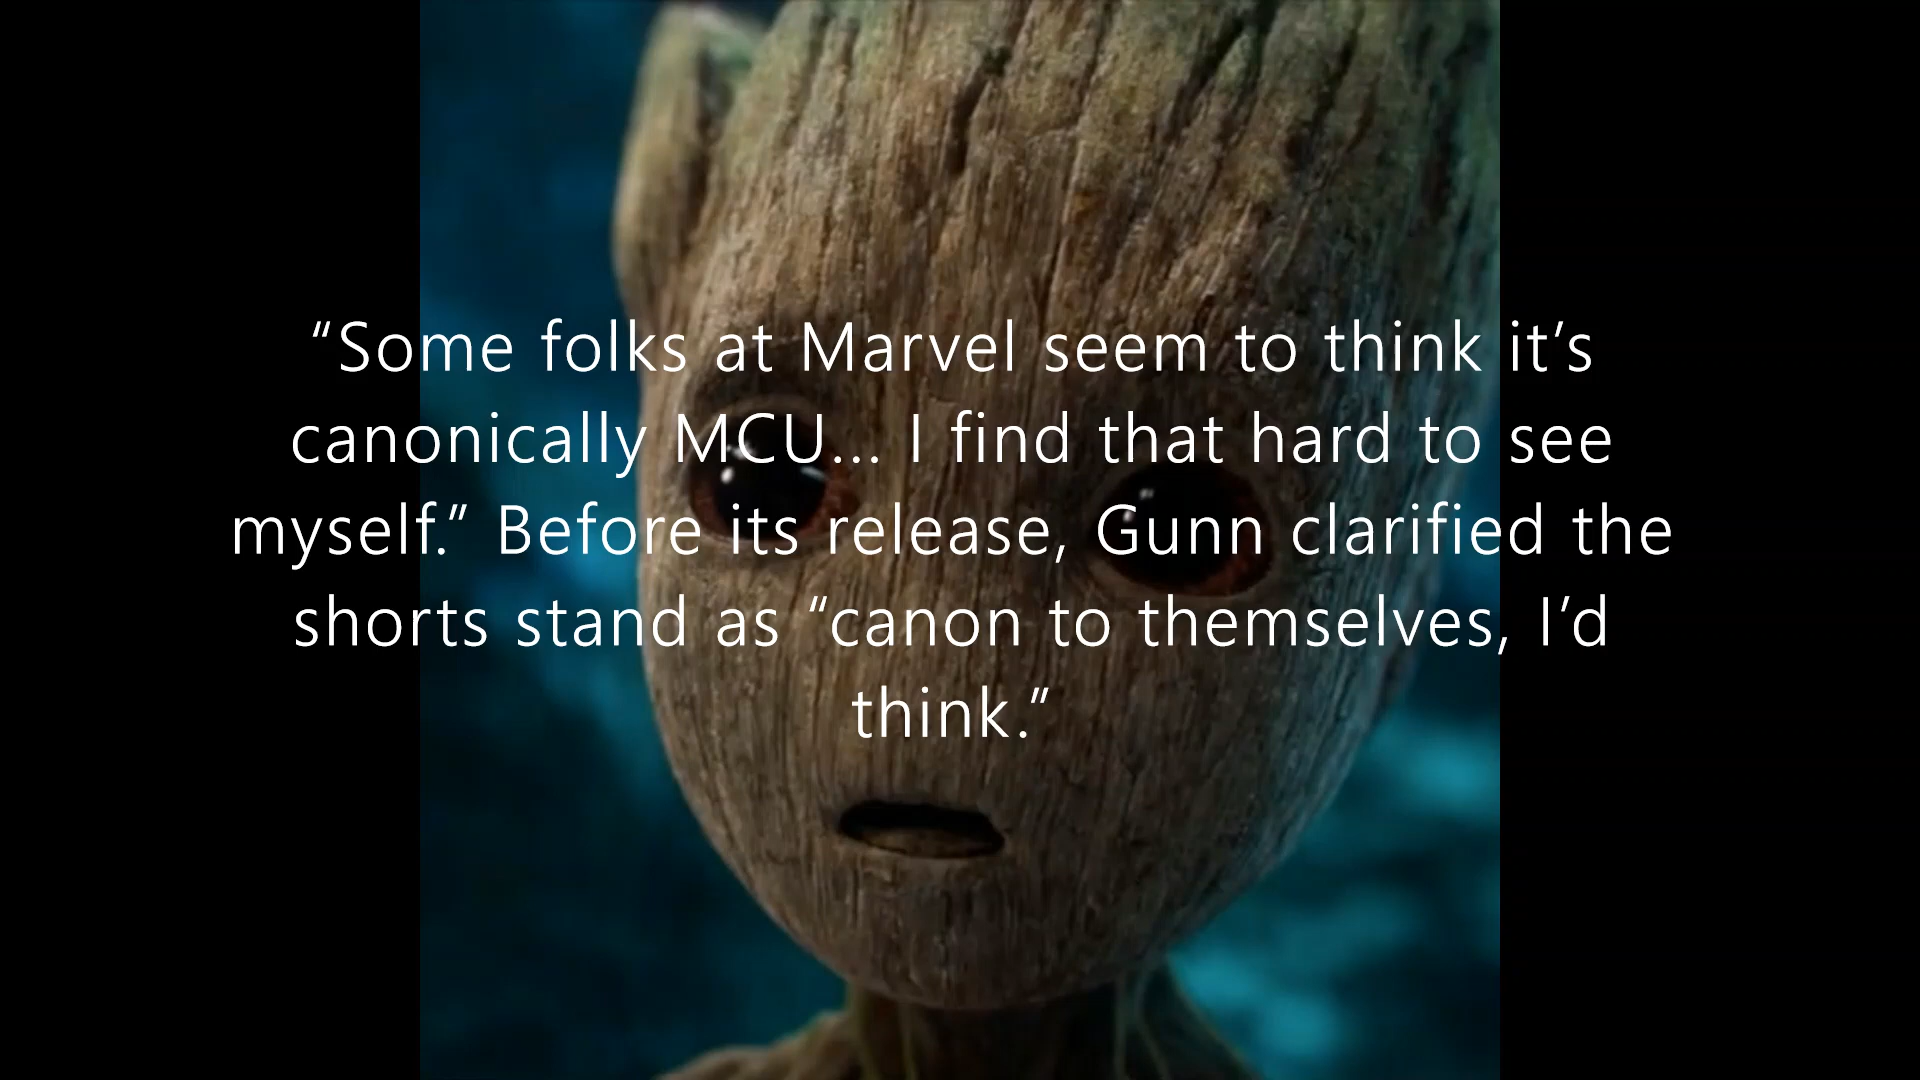 “Some folks at Marvel seem to think it’s
canonically MCU… I find that hard to see
myself.” Before its release, Gunn clarified the
shorts stand as “canon to themselves, I’d
think.”